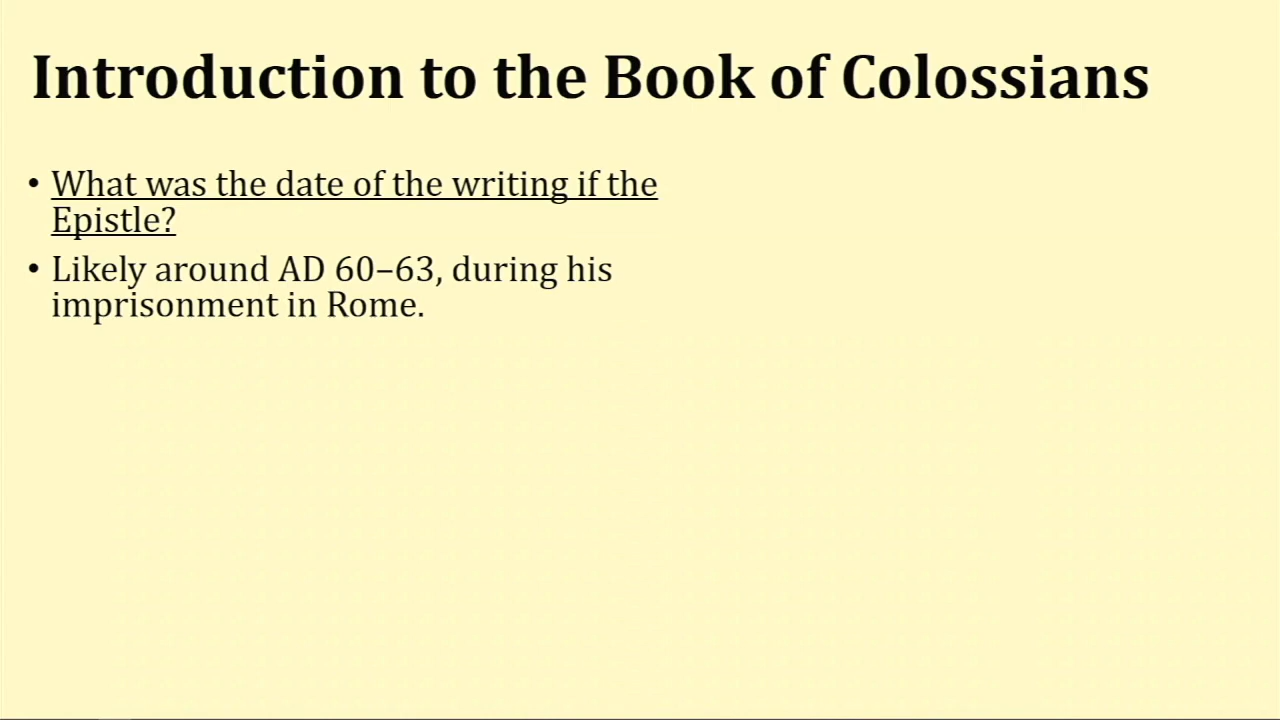 Introduction to the Book of Colossians
• What was the date of the writing if the
Epistle?
• Likely around AD 60–63, during his
imprisonment in Rome.